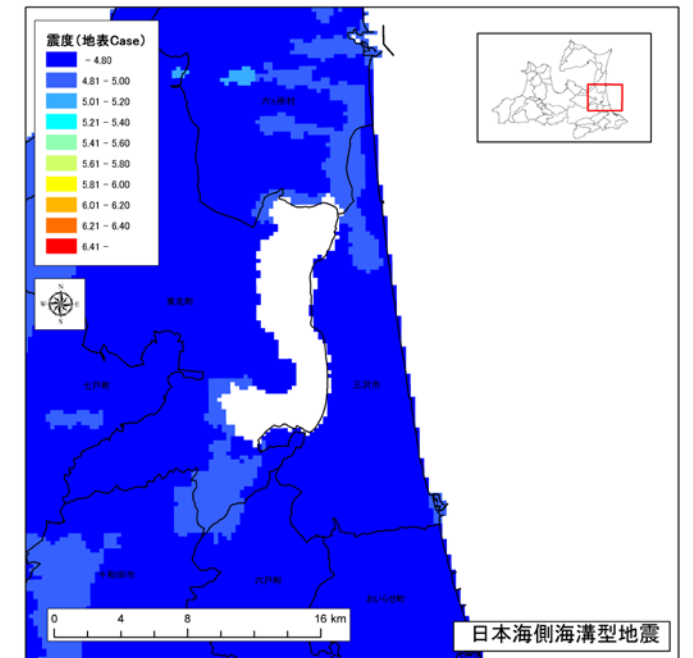 震度(地表Case)
- 4.80
4.81 - 5.00
5.01 - 5.20
5.21 - 5.40
5.41 - 5.60
5.61 - 5.80
5.81 - 6.00
6.01 - 6.20
6.21 - 6.40
6.41 -
六ヶ所村
N
W E
S
東北町
七戸町
三沢市
十和田市
六戸町
おいらせ町
0 4 8 16 km
日本海側海溝型地震